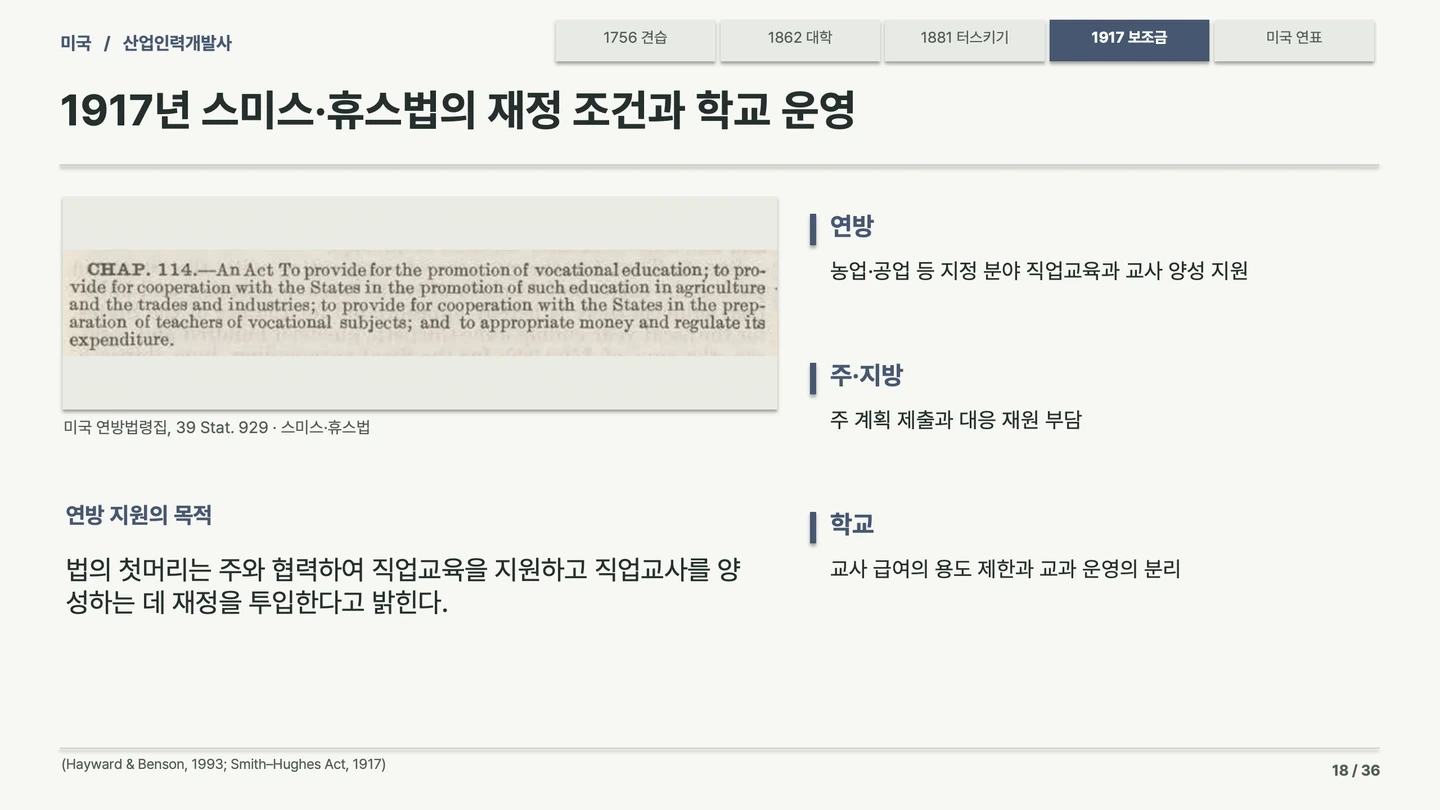 미국 / 산업인력개발사
1756 견습
1862 대학
1881 터스키기
1917 보조금
미국 연표
1917년 스미스·휴스법의 재정 조건과 학교 운영
CHAP. 114.—An Act To provide for the promotion of vocational education; to pro-
vide for cooperation with the States in the promotion of such education in agriculture
and the trades and industries; to provide for cooperation with the States in the prep-
aration of teachers of vocational subjects; and to appropriate money and regulate its
expenditure.
미국 연방법령집, 39 Stat. 929 · 스미스·휴스법
연방 지원의 목적
법의 첫머리는 주와 협력하여 직업교육을 지원하고 직업교사를 양
성하는 데 재정을 투입한다고 밝힌다.
연방
농업·공업 등 지정 분야 직업교육과 교사 양성 지원
주·지방
주 계획 제출과 대응 재원 부담
학교
교사 급여의 용도 제한과 교과 운영의 분리
(Hayward & Benson, 1993; Smith–Hughes Act, 1917)
18 / 36